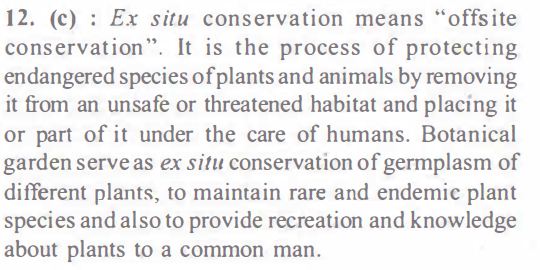 12. (c) : Ex situ conservation means “offsite
conservation”. It is the process of protecting
endangered species of plants and animals by removing
it from an unsafe or threatened habitat and placing it
or part of it under the care of humans. Botanical
garden serve as ex situ conservation of germplasm of
different plants, to maintain rare and endemic plant
species and also to provide recreation and knowledge
about plants to a common man.